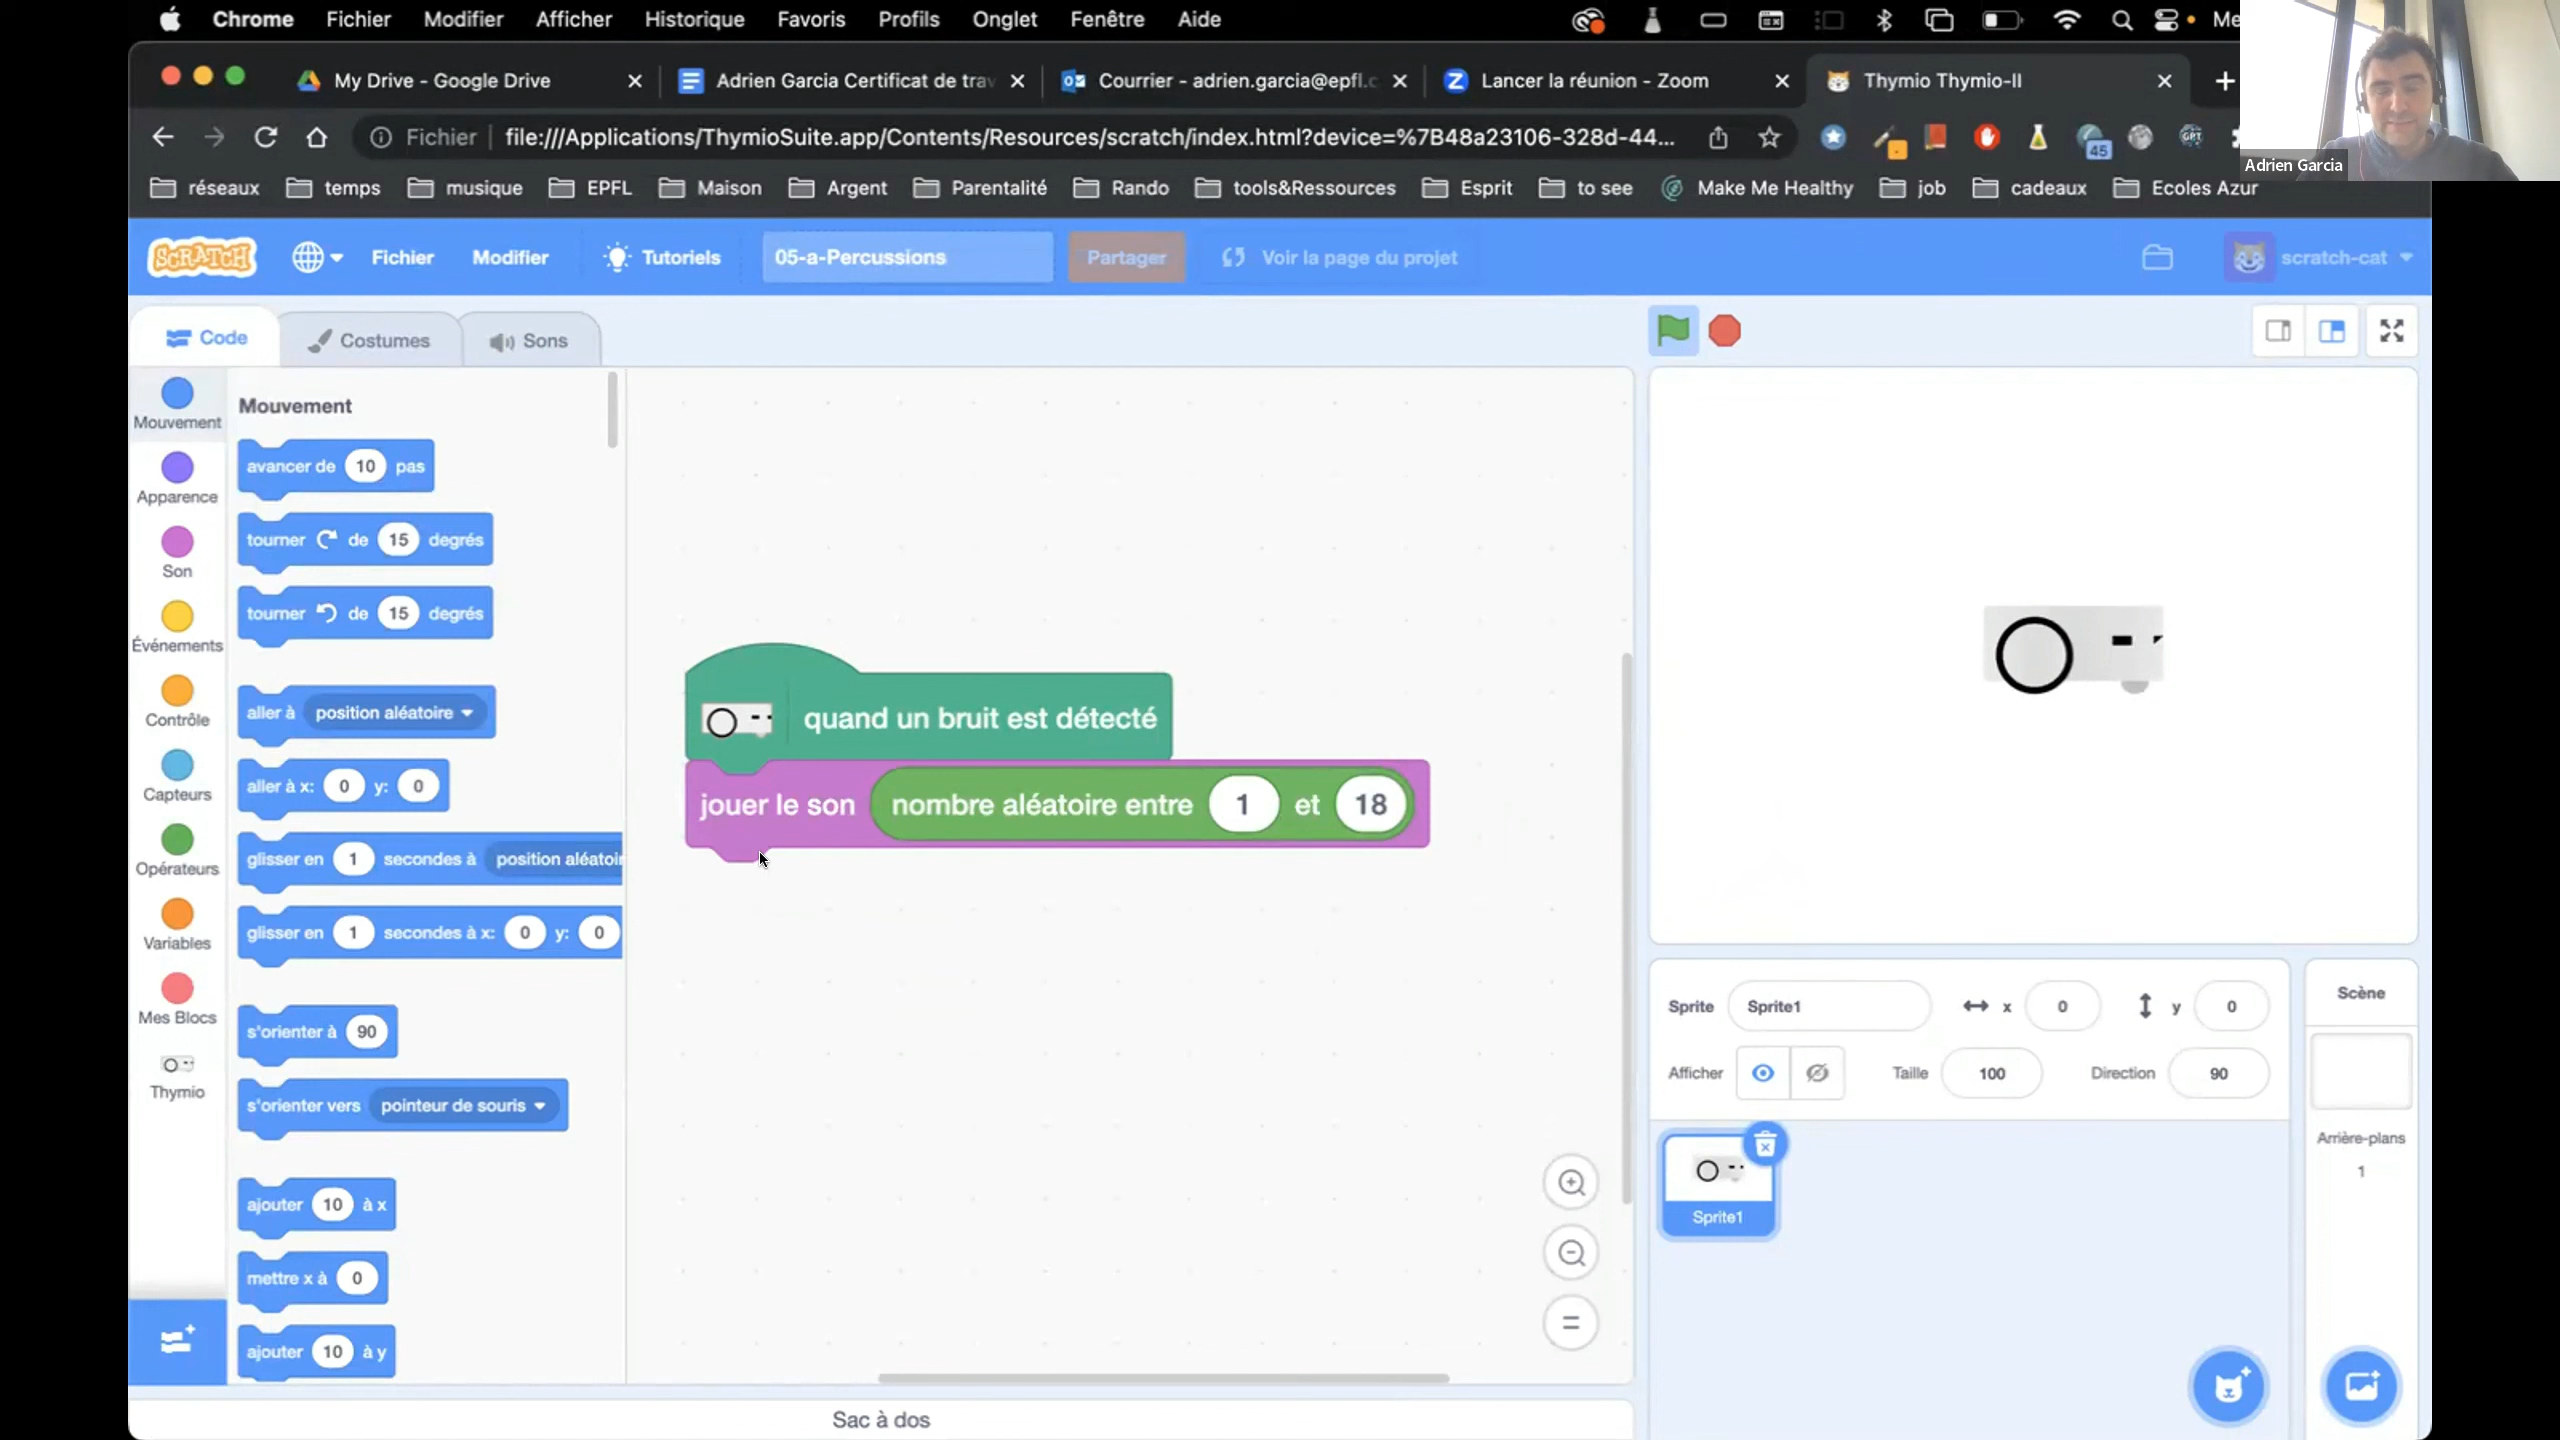 Chrome Fichier Modifier Afficher Historique Favoris Profils Onglet Fenêtre Aide
My Drive - Google Drive
Adrien Garcia Certificat de trav
Courrier - adrien.garcia@epfl.c
Lancer la réunion - Zoom
Thymio Thymio-II
Adrien Garcia
Fichier file:///Applications/ThymioSuite.app/Contents/Resources/scratch/index.html?device=%7B48a23106-328d-44...
45
réseaux temps musique EPFL Maison Argent Parentalité Rando tools&Ressources Esprit to see Make Me Healthy job cadeaux Ecoles Azur
SCRATCH Fichier Modifier Tutoriels 05-a-Percussions Partager Voir la page du projet scratch-cat
Code Costumes Sons
Mouvement
Apparence
Son
Événements
Contrôle
Capteurs
Opérateurs
Variables
Mes Blocs
Thymio
Mouvement
avancer de 10 pas
tourner de 15 degrés
tourner de 15 degrés
aller à position aléatoire
aller à x: 0 y: 0
glisser en 1 secondes à position aléatoir
glisser en 1 secondes à x: 0 y: 0
s'orienter à 90
s'orienter vers pointeur de souris
ajouter 10 à x
mettre x à 0
ajouter 10 à y
quand un bruit est détecté
jouer le son nombre aléatoire entre 1 et 18
Sac à dos
Sprite Sprite1 x 0 y 0
Afficher Taille 100 Direction 90
Sprite1
Scène
Arrière-plans
1